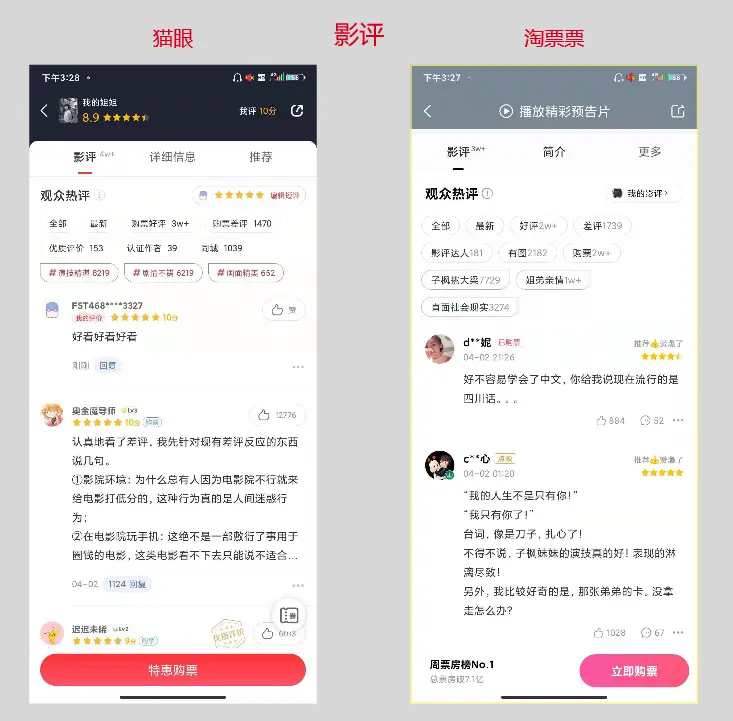 影评
猫眼
淘票票
下午3:28
我的姐姐
8.9
我评 10分
影评 4w+
详细信息
推荐
观众热评
编辑短评
全部
最新
购票好评 3w+
购票差评 1470
优质评价 153
认证作者 39
同城 1039
#演技精湛 8219
#剧情不错 6219
#画面精美 652
FST468****3327
我的评价
10分
赞
好看好看好看
刚刚
回复
奥金魔导师
Lv3
10分
购票
12776
认真地看了差评，我先针对现有差评反应的东西
说几句。
①影院环境：为什么总有人因为电影院不行就来
给电影打低分的，这种行为真的是人间迷惑行
为；
②在电影院玩手机：这绝不是一部敷衍了事用于
圈钱的电影，这类电影看不下去只能说不适合...
04-02
1124 回复
迟迟未晞
Lv2
9分
购票
优质评价
券
特惠购票
下午3:27
播放精彩预告片
影评 3w+
简介
更多
观众热评
我的影评
全部
最新
好评2w+
差评1739
影评达人181
有图2182
购票2w+
子枫挑大梁7729
姐弟亲情1w+
直面社会现实3274
d**妮
已购票
推荐👍赞爆了
04-02 21:26
好不容易学会了中文，你给我说现在流行的是
四川话。。。
884
52
c**心
点映
推荐👍赞爆了
04-02 01:20
“我的人生不是只有你！”
“我只有你了！”
台词，像是刀子，扎心了！
不得不说，子枫妹妹的演技真的好！表现的淋
漓尽致！
另外，我比较好奇的是，那张弟弟的卡。没拿
走怎么办？
1028
67
周票房榜No.1
总票房破7.1亿
立即购票